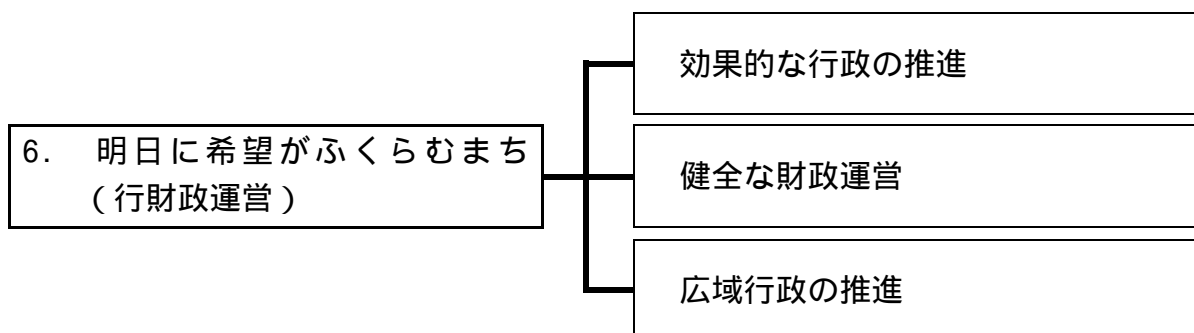 6. 明日に希望がふくらむまち
(行財政運営)
効果的な行政の推進
健全な財政運営
広域行政の推進